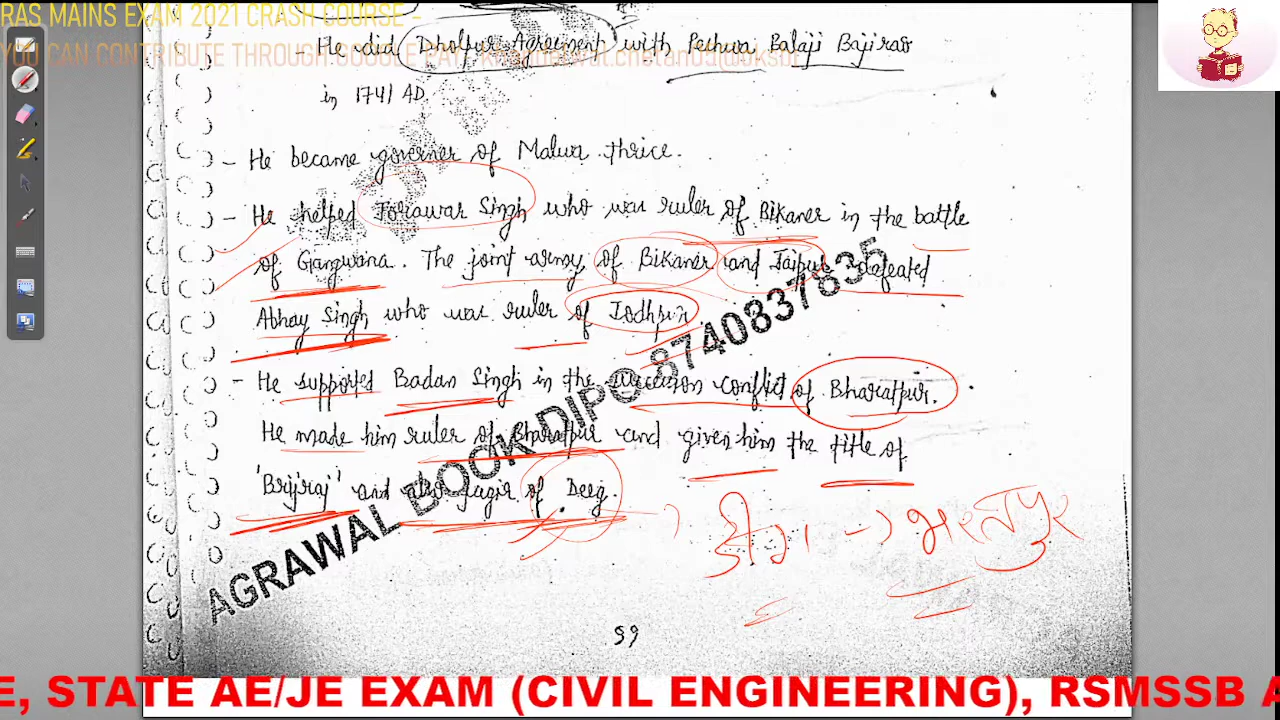 RAS MAINS EXAM 2021 CRASH COURSE -
YOU CAN CONTRIBUTE THROUGH GOOGLE PAY
- He did Dholpur Agreement with Peshwa Balaji Bajirao
in 1741 AD
- He became governer of Malwa thrice.
- He helped Jorawar Singh who was ruler of Bikaner in the battle
of Gangwana. The joint army of Bikaner and Jaipur defeated
Abhay Singh who was ruler of Jodhpur.
- He supported Badan Singh in the succession conflict of Bharatpur.
He made him ruler of Bharatpur and given him the title of
'Brijraj' and also Jagir of Deeg.
डीग → भरतपुर
AGRAWAL BOOK DIPO 8740837835
59
E, STATE AE/JE EXAM (CIVIL ENGINEERING), RSMSSB A